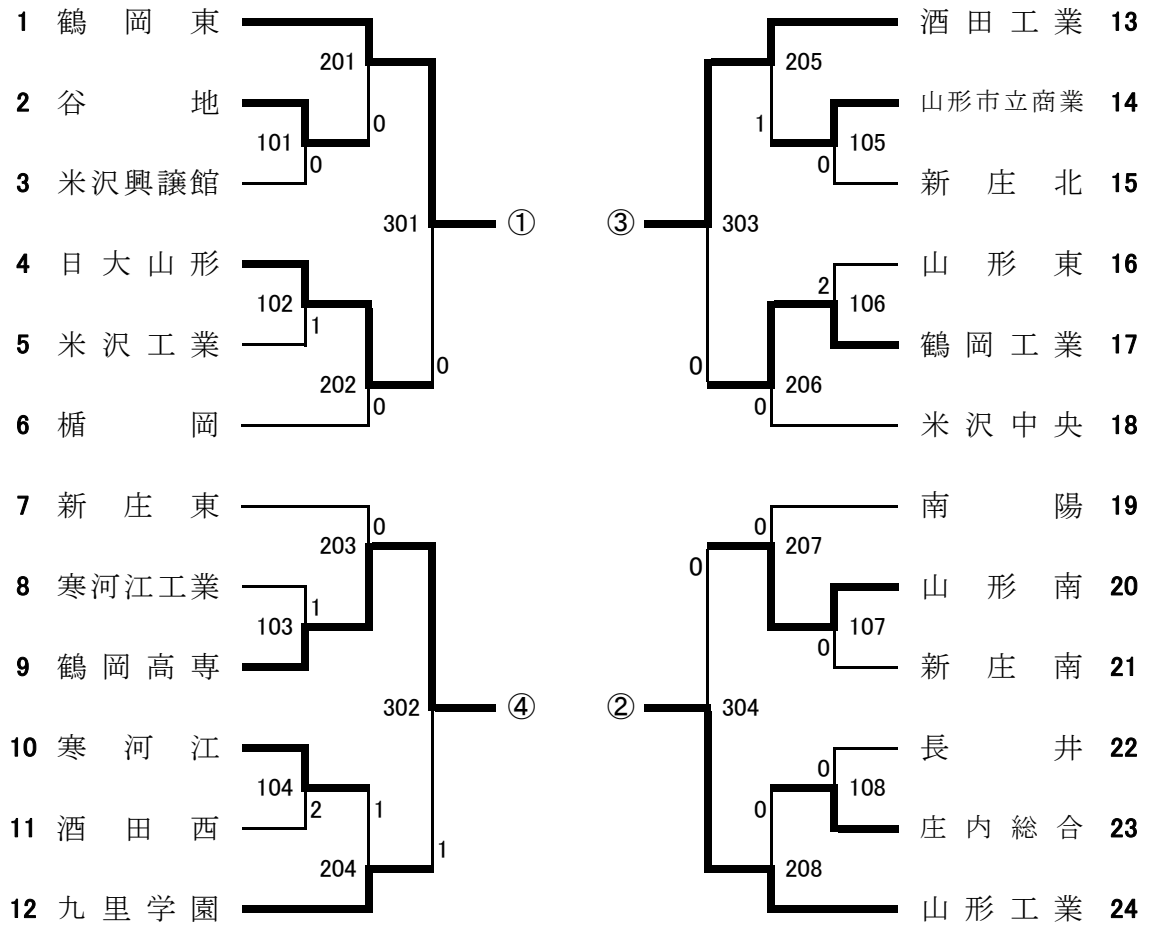 1 鶴岡東
201
2 谷地
0
101
0
3 米沢興譲館
301
①
4 日大山形
102
1
5 米沢工業
0
202
0
6 楯岡
7 新庄東
0
203
8 寒河江工業
1
103
9 鶴岡高専
302
④
10 寒河江
104
2
1
11 酒田西
1
204
12 九里学園
酒田工業 13
205
山形市立商業 14
1
105
0
新庄北 15
③
303
山形東 16
2
106
鶴岡工業 17
0
206
0
米沢中央 18
南陽 19
0
207
0
山形南 20
107
0
新庄南 21
②
304
長井 22
0
108
0
庄内総合 23
208
山形工業 24